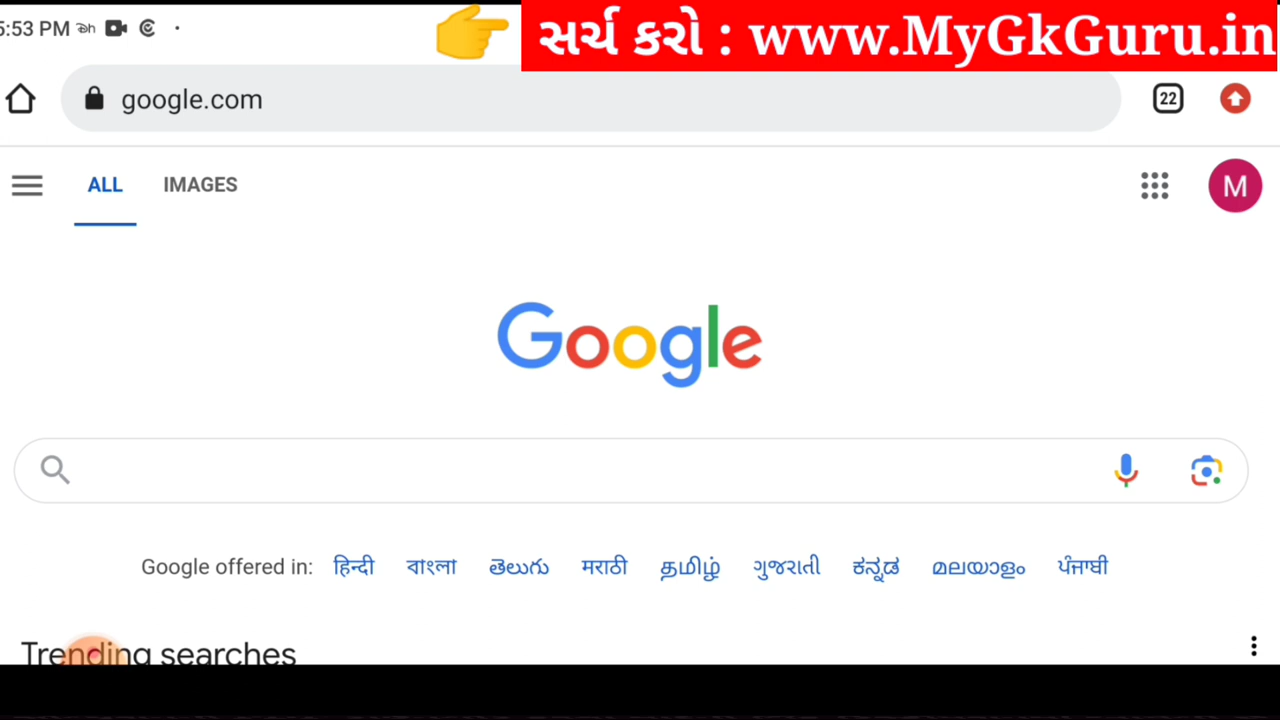 5:53 PM
સર્ચ કરો : www.MyGkGuru.in
google.com
22
ALL IMAGES
M
Google
Google offered in: हिन्दी বাংলা తెలుగు मराठी தமிழ் ગુજરાતી ಕನ್ನಡ മലയാളം ਪੰਜਾਬੀ
Trending searches